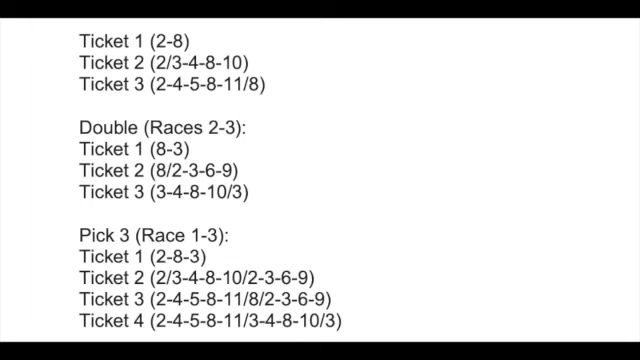 Ticket 1 (2-8)
Ticket 2 (2/3-4-8-10)
Ticket 3 (2-4-5-8-11/8)
Double (Races 2-3):
Ticket 1 (8-3)
Ticket 2 (8/2-3-6-9)
Ticket 3 (3-4-8-10/3)
Pick 3 (Race 1-3):
Ticket 1 (2-8-3)
Ticket 2 (2/3-4-8-10/2-3-6-9)
Ticket 3 (2-4-5-8-11/8/2-3-6-9)
Ticket 4 (2-4-5-8-11/3-4-8-10/3)